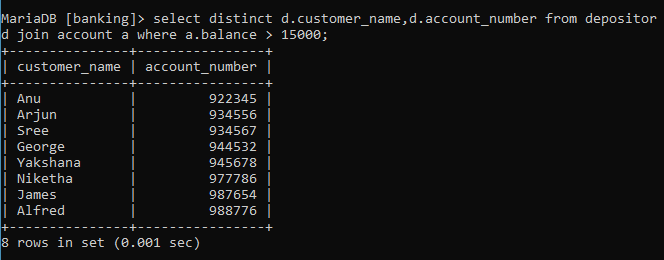 MariaDB [banking]> select distinct d.customer_name,d.account_number from depositor
d join account a where a.balance > 15000;
+---------------+----------------+
| customer_name | account_number |
+---------------+----------------+
| Anu           |         922345 |
| Arjun         |         934556 |
| Sree          |         934567 |
| George        |         944532 |
| Yakshana      |         945678 |
| Niketha       |         977786 |
| James         |         987654 |
| Alfred        |         988776 |
+---------------+----------------+
8 rows in set (0.001 sec)